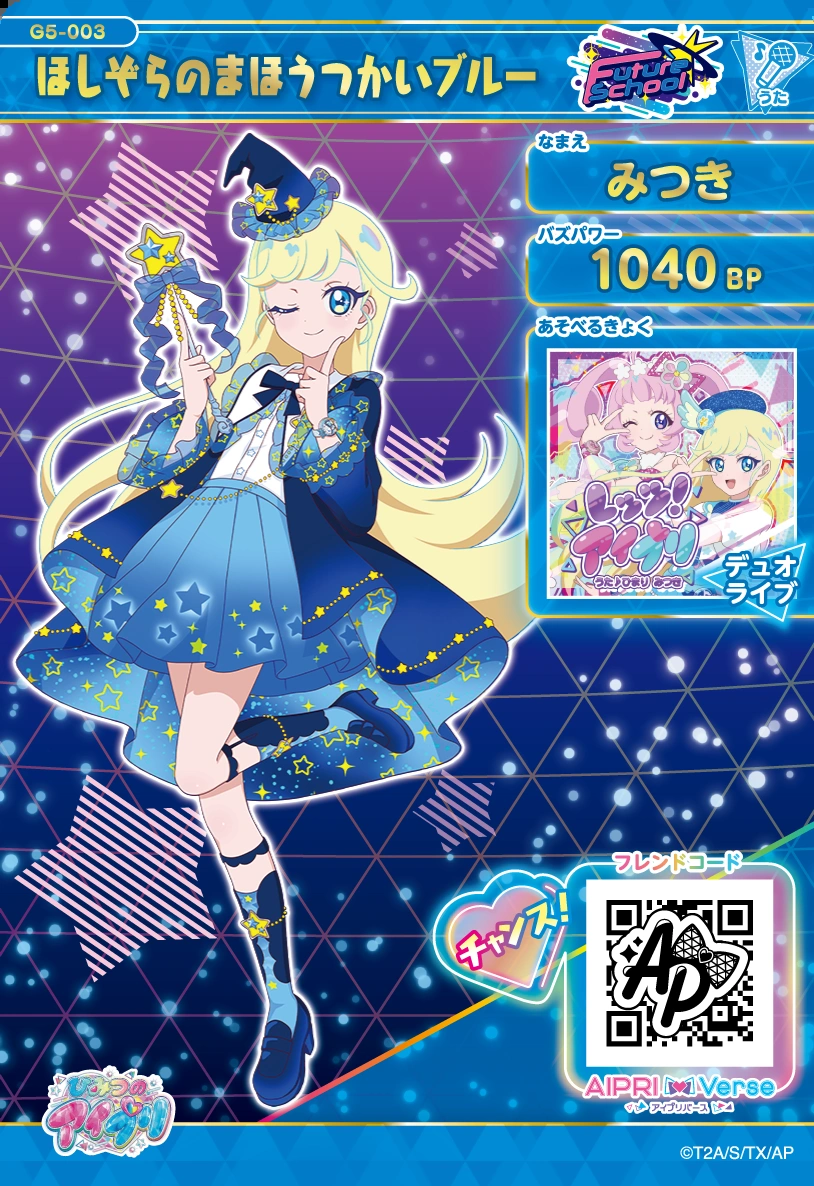 G5-003
ほしぞらのまほうつかいブルー
Future
School
うた
なまえ
みつき
バズパワー
1040 BP
あそべるきょく
レッツ!
アイプリ
うた♪ひまり みつき
デュオ
ライブ
フレンドコード
チャンス!
AP
AIPRI Verse
アイプリバース
ひみつの
アイプリ
©T2A/S/TX/AP